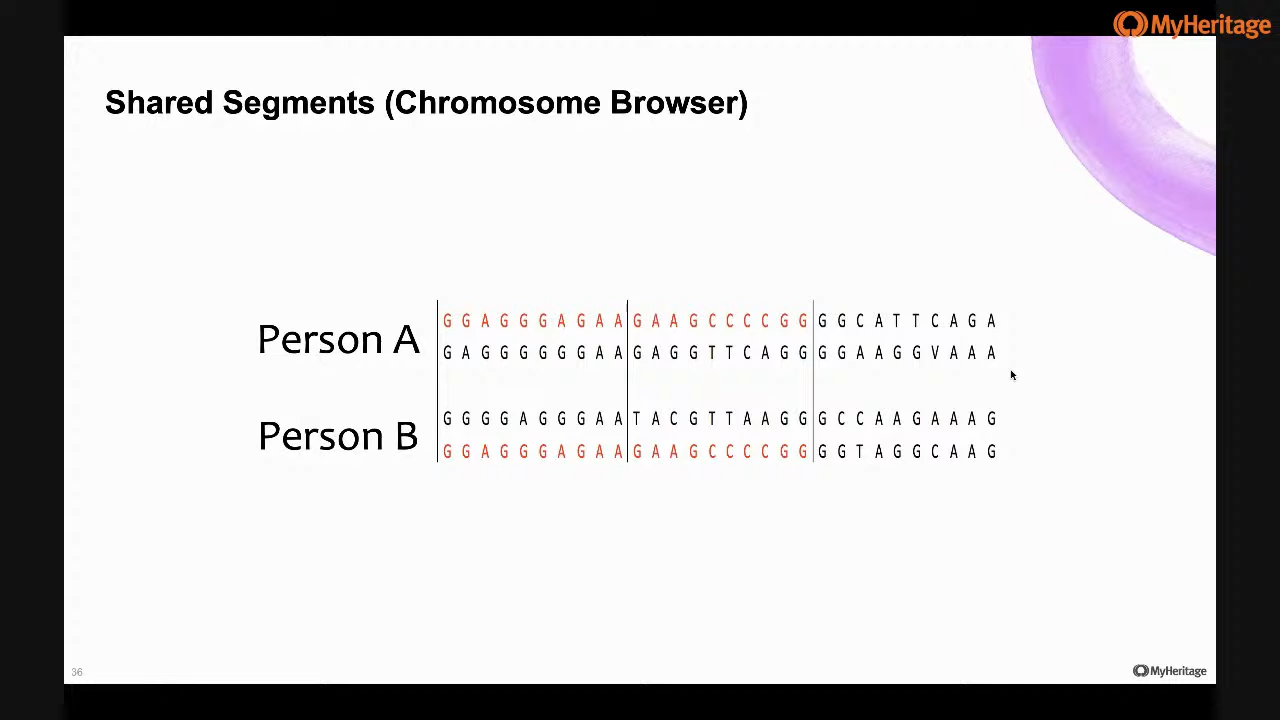 MyHeritage
Shared Segments (Chromosome Browser)
Person A
G G A G G G A G A A G A A G C C C C G G G G C A T T C A G A
G A G G G G G G A A G A G G T T C A G G G G A A G G V A A A
Person B
G G G G A G G G A A T A C G T T A A G G G C C A A G A A A G
G G A G G G A G A A G A A G C C C C G G G G T A G G C A A G
36
MyHeritage